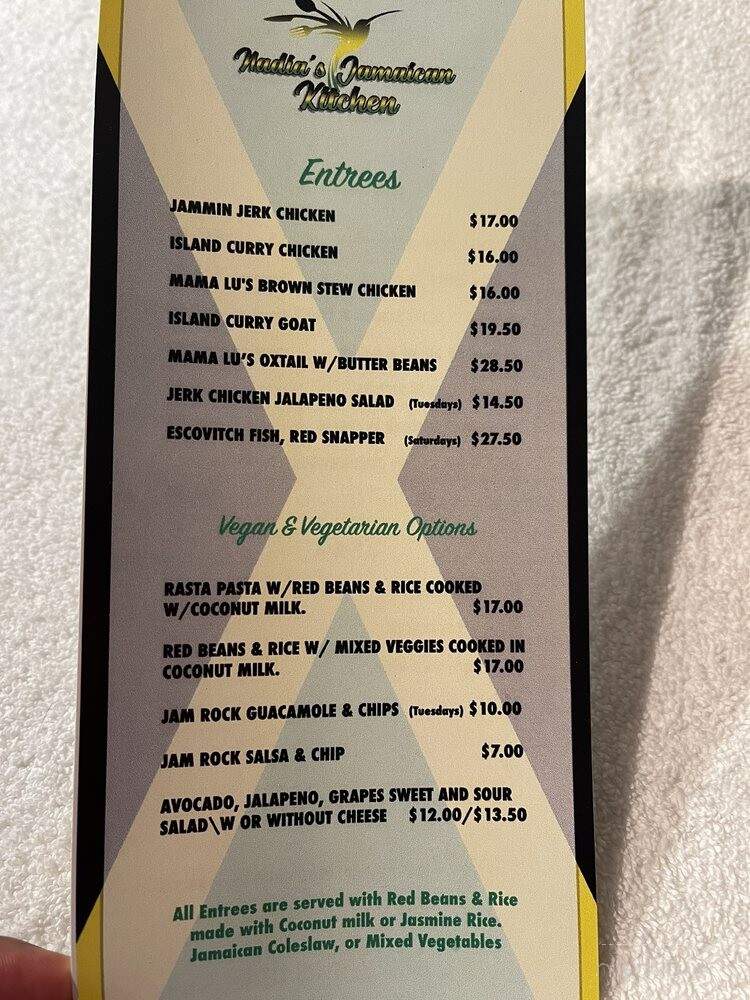 Nadia's Jamaican
Kitchen
Entrees
JAMMIN JERK CHICKEN $17.00
ISLAND CURRY CHICKEN $16.00
MAMA LU'S BROWN STEW CHICKEN $16.00
ISLAND CURRY GOAT $19.50
MAMA LU'S OXTAIL W/BUTTER BEANS $28.50
JERK CHICKEN JALAPENO SALAD (Tuesdays) $14.50
ESCOVITCH FISH, RED SNAPPER (Saturdays) $27.50
Vegan & Vegetarian Options
RASTA PASTA W/RED BEANS & RICE COOKED
W/COCONUT MILK. $17.00
RED BEANS & RICE W/ MIXED VEGGIES COOKED IN
COCONUT MILK. $17.00
JAM ROCK GUACAMOLE & CHIPS (Tuesdays) $10.00
JAM ROCK SALSA & CHIP $7.00
AVOCADO, JALAPENO, GRAPES SWEET AND SOUR
SALAD\W OR WITHOUT CHEESE $12.00/$13.50
All Entrees are served with Red Beans & Rice
made with Coconut milk or Jasmine Rice.
Jamaican Coleslaw, or Mixed Vegetables